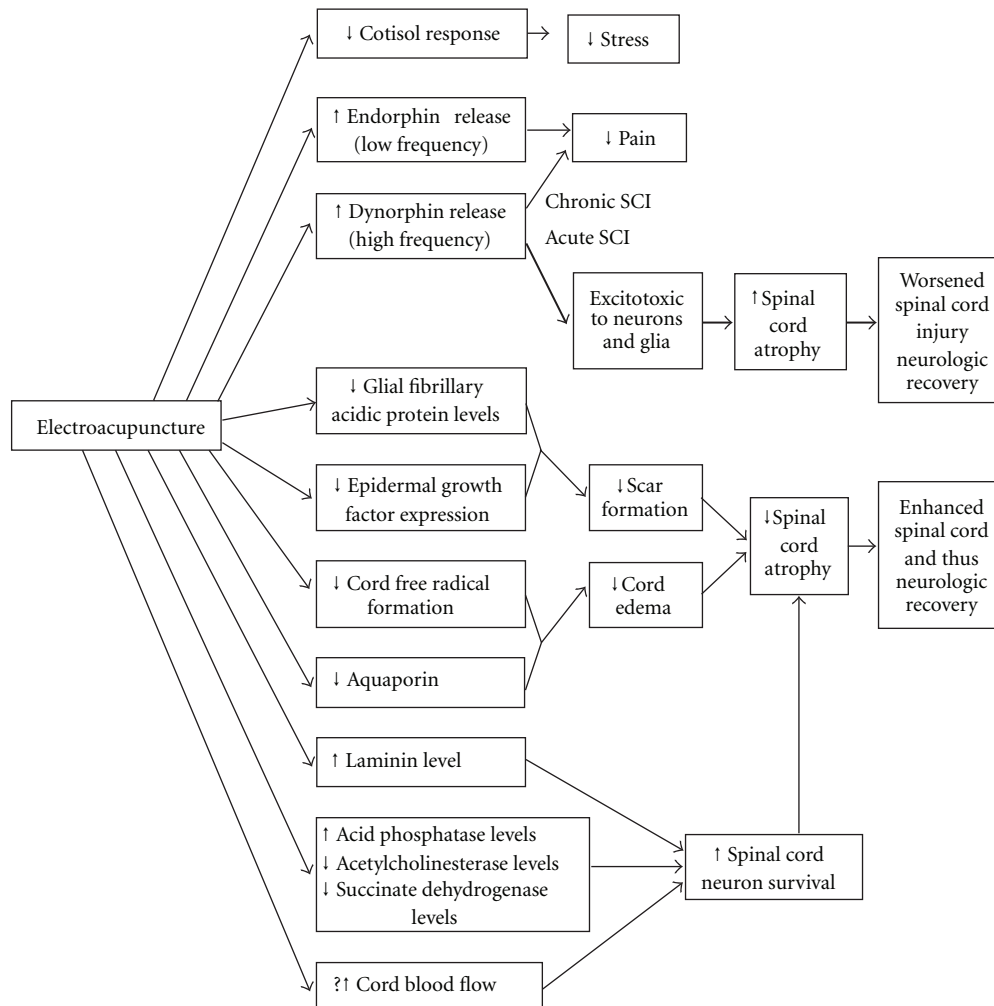 ↓ Cotisol response
↓ Stress
↑ Endorphin release
(low frequency)
↓ Pain
↑ Dynorphin release
(high frequency)
Chronic SCI
Acute SCI
Excitotoxic
to neurons
and glia
↑ Spinal
cord
atrophy
Worsened
spinal cord
injury
neurologic
recovery
Electroacupuncture
↓ Glial fibrillary
acidic protein levels
↓ Epidermal growth
factor expression
↓ Scar
formation
↓ Cord free radical
formation
↓ Aquaporin
↓ Cord
edema
↓ Spinal
cord
atrophy
Enhanced
spinal cord
and thus
neurologic
recovery
↑ Laminin level
↑ Acid phosphatase levels
↓ Acetylcholinesterase levels
↓ Succinate dehydrogenase
levels
?↑ Cord blood flow
↑ Spinal cord
neuron survival